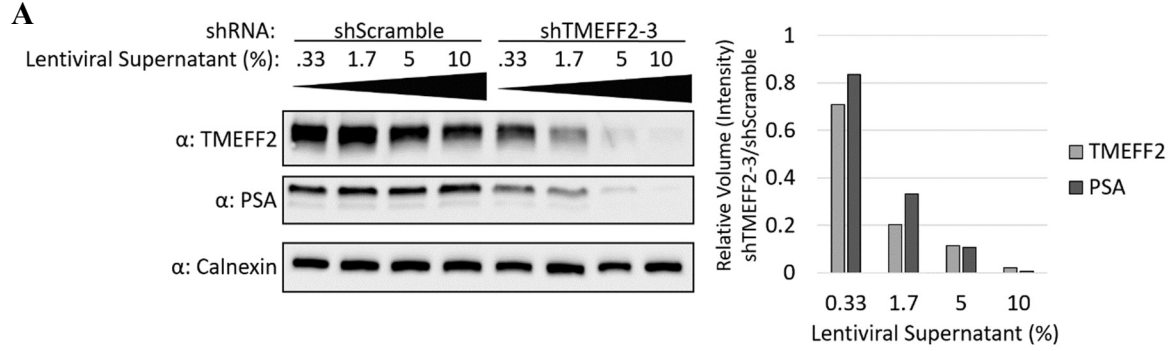 A
shRNA: shScramble shTMEFF2-3
Lentiviral Supernatant (%): .33 1.7 5 10 .33 1.7 5 10
α: TMEFF2
α: PSA
α: Calnexin
Relative Volume (Intensity)
shTMEFF2-3/shScramble
1
0.8
0.6
0.4
0.2
0
0.33 1.7 5 10
Lentiviral Supernatant (%)
TMEFF2
PSA